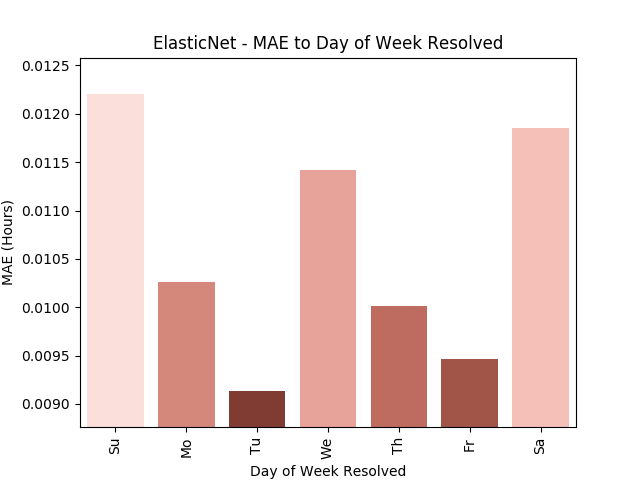 ElasticNet - MAE to Day of Week Resolved
0.0125
0.0120
0.0115
0.0110
0.0105
0.0100
0.0095
0.0090
MAE (Hours)
Su Mo Tu We Th Fr Sa
Day of Week Resolved